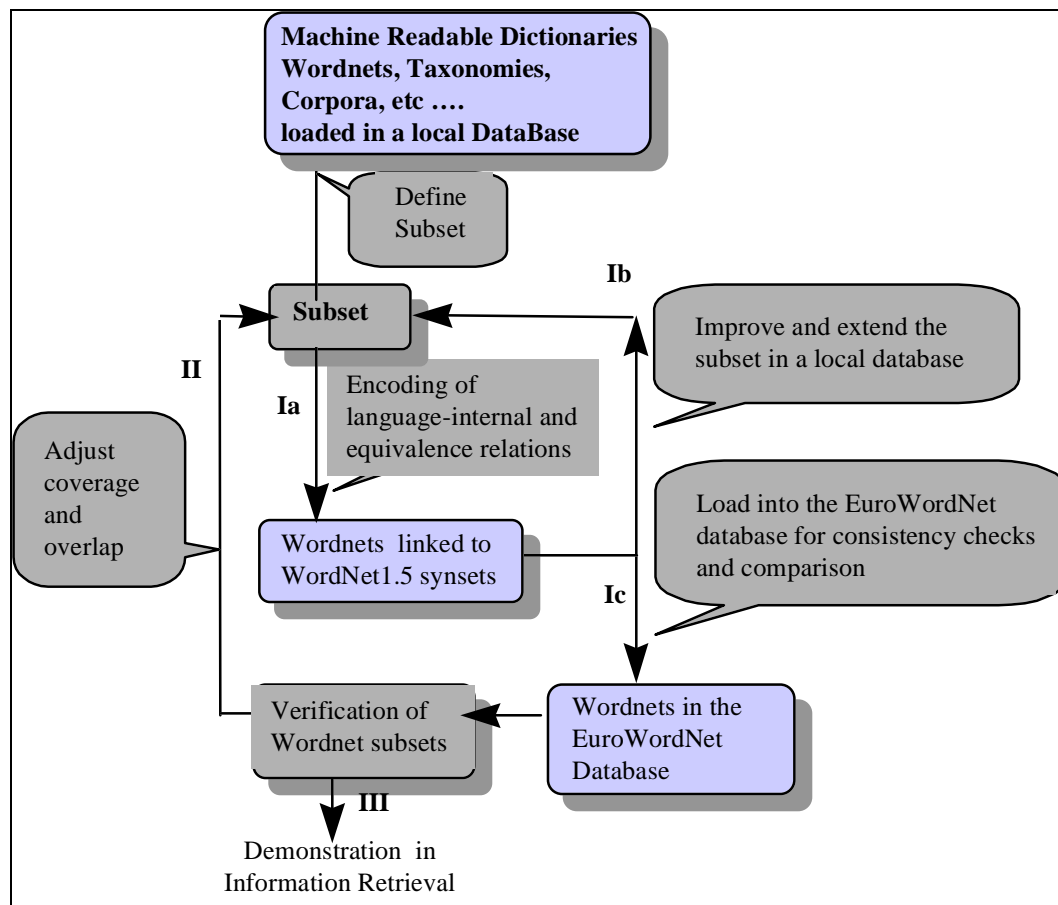 Machine Readable Dictionaries
Wordnets, Taxonomies,
Corpora, etc ….
loaded in a local DataBase
Define
Subset
Ib
Subset
Improve and extend the
subset in a local database
II
Ia
Encoding of
language-internal and
equivalence relations
Adjust
coverage
and
overlap
Load into the EuroWordNet
database for consistency checks
and comparison
Wordnets linked to
WordNet1.5 synsets
Ic
Verification of
Wordnet subsets
Wordnets in the
EuroWordNet
Database
III
Demonstration in
Information Retrieval